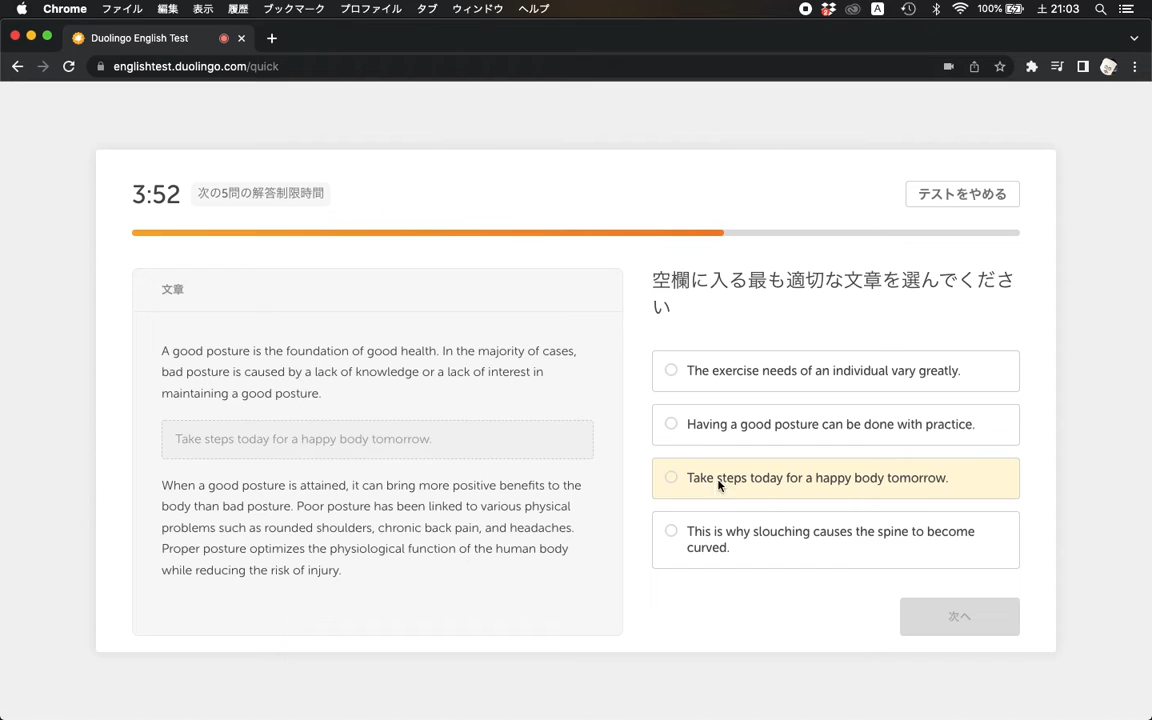 Chrome ファイル 編集 表示 履歴 ブックマーク プロファイル タブ ウィンドウ ヘルプ A 100% 土 21:03
Duolingo English Test
englishtest.duolingo.com/quick
3:52 次の5問の解答制限時間 テストをやめる
文章
A good posture is the foundation of good health. In the majority of cases,
bad posture is caused by a lack of knowledge or a lack of interest in
maintaining a good posture.
Take steps today for a happy body tomorrow.
When a good posture is attained, it can bring more positive benefits to the
body than bad posture. Poor posture has been linked to various physical
problems such as rounded shoulders, chronic back pain, and headaches.
Proper posture optimizes the physiological function of the human body
while reducing the risk of injury.
空欄に入る最も適切な文章を選んでくださ
い
The exercise needs of an individual vary greatly.
Having a good posture can be done with practice.
Take steps today for a happy body tomorrow.
This is why slouching causes the spine to become
curved.
次へ